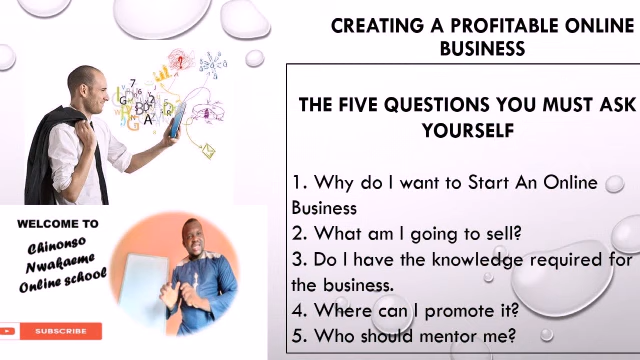 CREATING A PROFITABLE ONLINE
BUSINESS
THE FIVE QUESTIONS YOU MUST ASK
YOURSELF
1. Why do I want to Start An Online
Business
2. What am I going to sell?
3. Do I have the knowledge required for
the business.
4. Where can I promote it?
5. Who should mentor me?
WELCOME TO
Chinonso
Nwakaeme
Online school
SUBSCRIBE